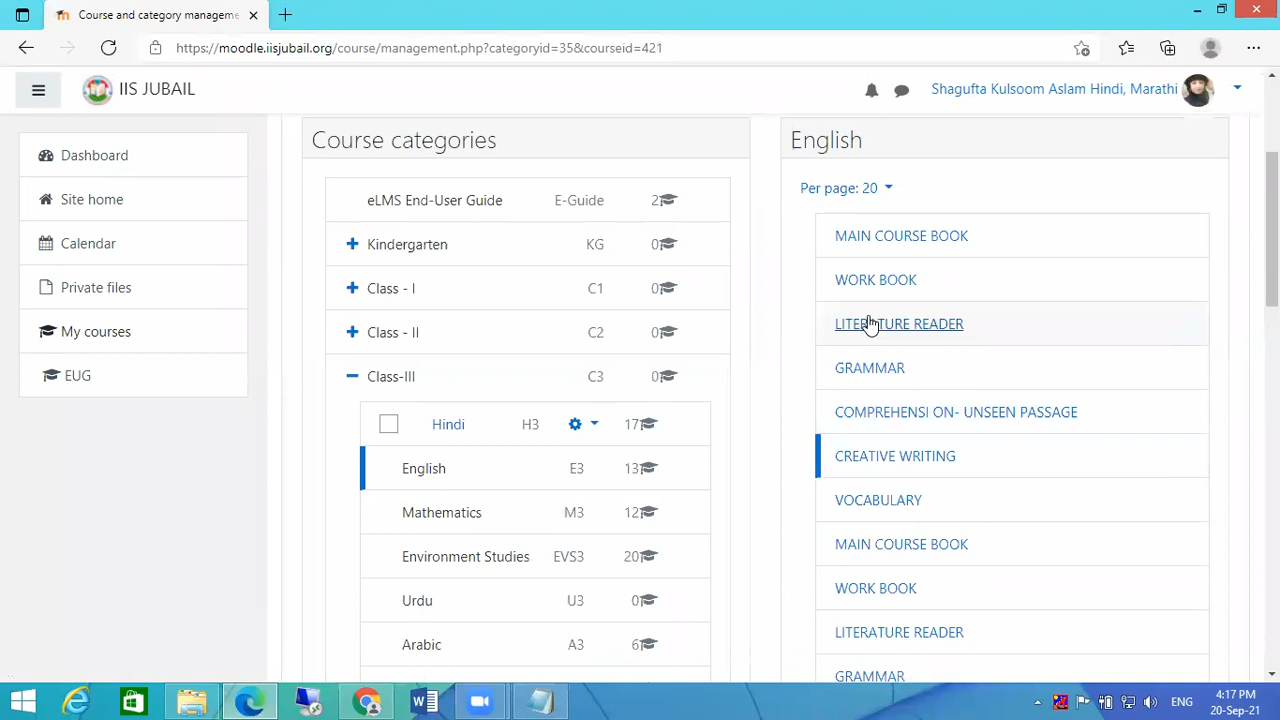 Course and category manageme
https://moodle.iisjubail.org/course/management.php?categoryid=35&courseid=421
IIS JUBAIL
Shagufta Kulsoom Aslam Hindi, Marathi
Dashboard
Site home
Calendar
Private files
My courses
EUG
Course categories
eLMS End-User Guide E-Guide 2
Kindergarten KG 0
Class - I C1 0
Class - II C2 0
Class-III C3 0
Hindi H3 17
English E3 13
Mathematics M3 12
Environment Studies EVS3 20
Urdu U3 0
Arabic A3 6
English
Per page: 20
MAIN COURSE BOOK
WORK BOOK
LITERATURE READER
GRAMMAR
COMPREHENSI ON- UNSEEN PASSAGE
CREATIVE WRITING
VOCABULARY
MAIN COURSE BOOK
WORK BOOK
LITERATURE READER
GRAMMAR
ENG
4:17 PM
20-Sep-21